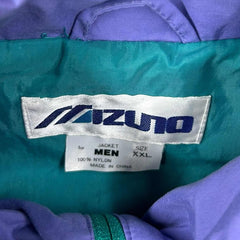 MIZUNO
for JACKET MEN SIZE XXL
100% NYLON
MADE IN CHINA